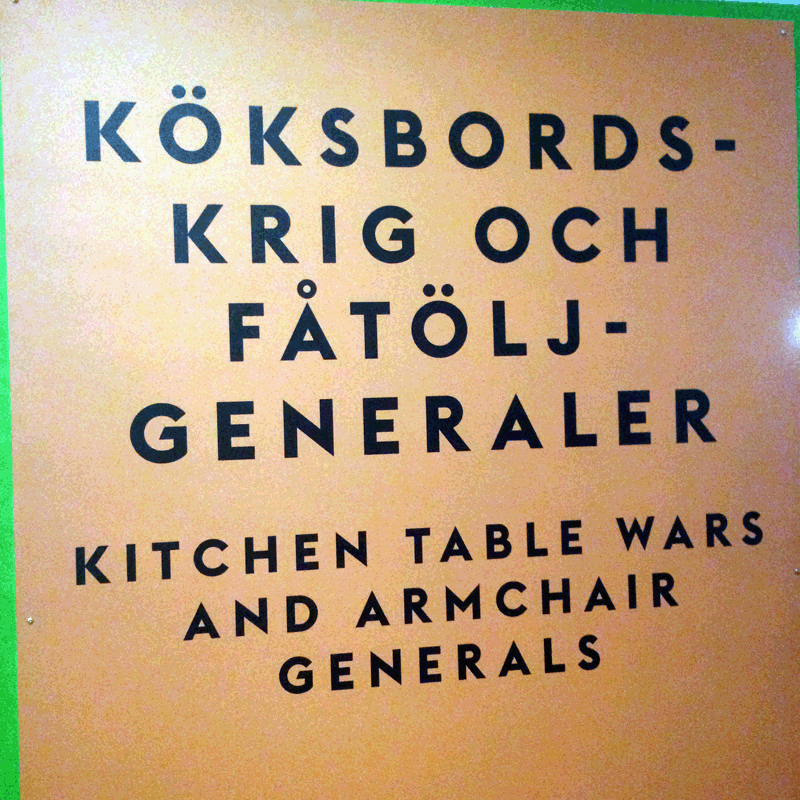 KÖKSBORDS-
KRIG OCH
FÅTÖLJ-
GENERALER
KITCHEN TABLE WARS
AND ARMCHAIR
GENERALS